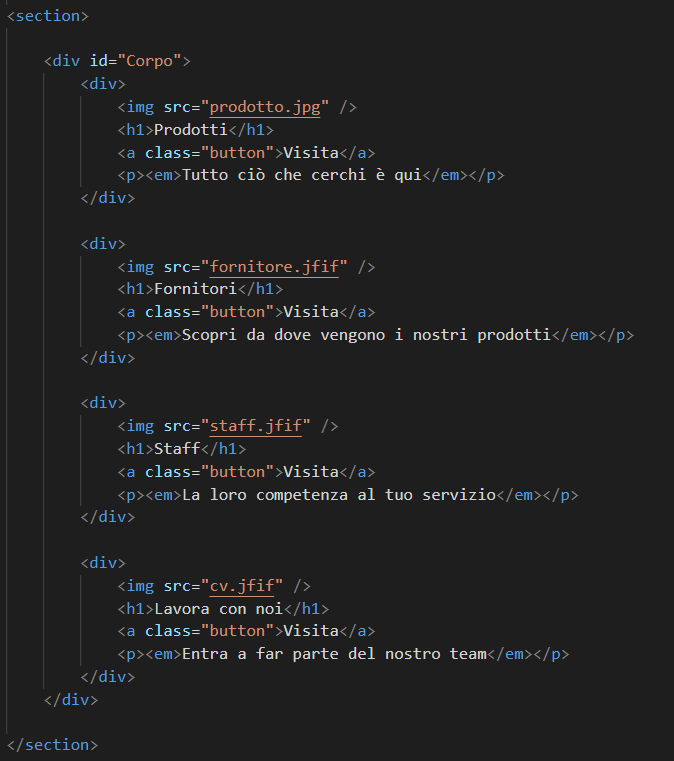 <section>
<div id="Corpo">
<div>
<img src="prodotto.jpg" />
<h1>Prodotti</h1>
<a class="button">Visita</a>
<p><em>Tutto ciò che cerchi è qui</em></p>
</div>
<div>
<img src="fornitore.jfif" />
<h1>Fornitori</h1>
<a class="button">Visita</a>
<p><em>Scopri da dove vengono i nostri prodotti</em></p>
</div>
<div>
<img src="staff.jfif" />
<h1>Staff</h1>
<a class="button">Visita</a>
<p><em>La loro competenza al tuo servizio</em></p>
</div>
<div>
<img src="cv.jfif" />
<h1>Lavora con noi</h1>
<a class="button">Visita</a>
<p><em>Entra a far parte del nostro team</em></p>
</div>
</div>
</section>